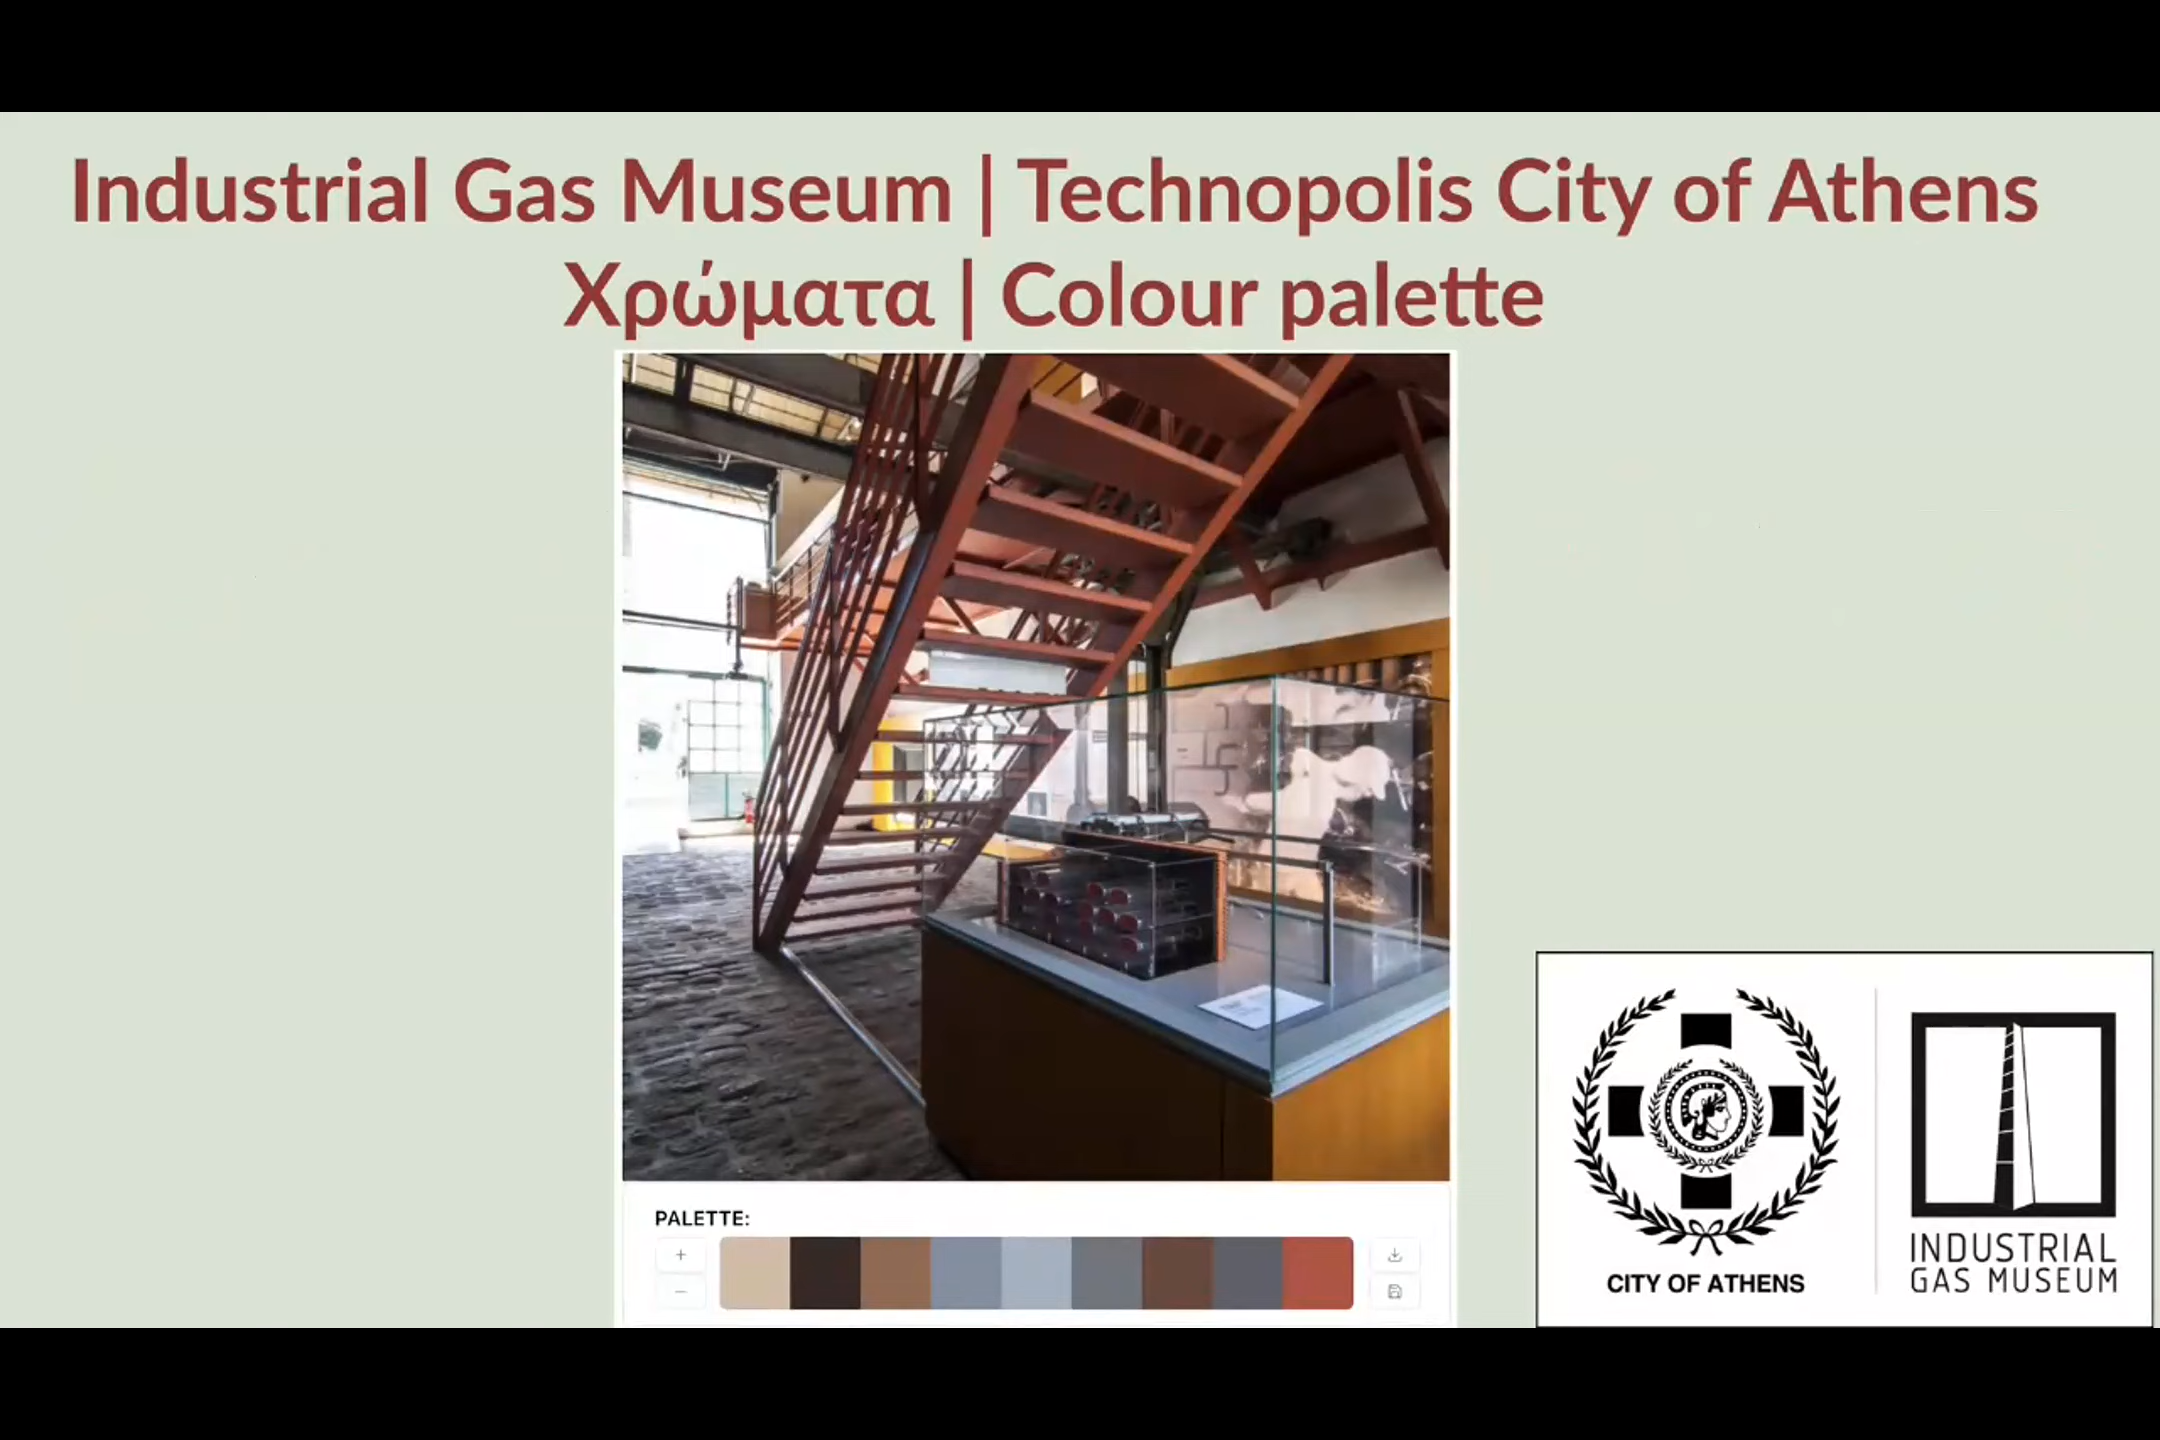 Industrial Gas Museum | Technopolis City of Athens
Χρώματα | Colour palette
PALETTE:
CITY OF ATHENS
INDUSTRIAL
GAS MUSEUM